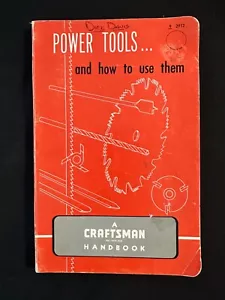 POWER TOOLS...
and how to use them
A
CRAFTSMAN
HANDBOOK